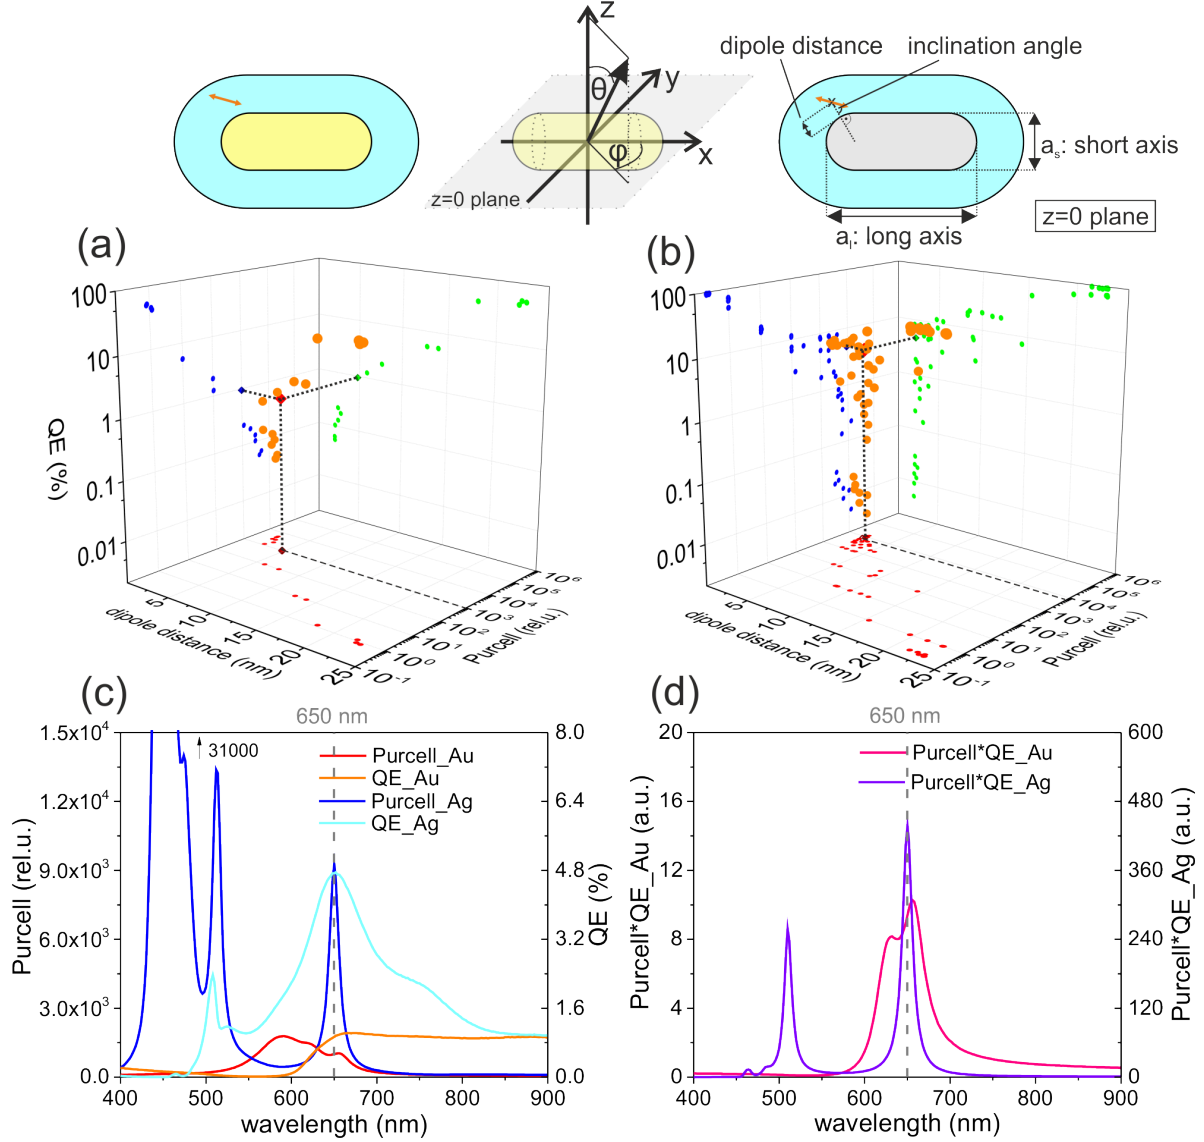 z
θ
y
x
φ
z=0 plane
dipole distance
inclination angle
aₛ: short axis
aₗ: long axis
z=0 plane
(a)
(b)
100
10
1
0.1
0.01
QE (%)
5
10
15
20
25
dipole distance (nm)
10⁻¹
10⁰
10¹
10²
10³
10⁴
10⁵
10⁶
Purcell (rel.u.)
100
10
1
0.1
0.01
5
10
15
20
25
dipole distance (nm)
10⁻¹
10⁰
10¹
10²
10³
10⁴
10⁵
10⁶
Purcell (rel.u.)
(c)
650 nm
31000
Purcell_Au
QE_Au
Purcell_Ag
QE_Ag
1.5x10⁴
1.2x10⁴
9.0x10³
6.0x10³
3.0x10³
0.0
Purcell (rel.u.)
8.0
6.4
4.8
3.2
1.6
0.0
QE (%)
400 500 600 700 800 900
wavelength (nm)
(d)
650 nm
Purcell*QE_Au
Purcell*QE_Ag
20
16
12
8
4
0
Purcell*QE_Au (a.u.)
600
480
360
240
120
0
Purcell*QE_Ag (a.u.)
400 500 600 700 800 900
wavelength (nm)